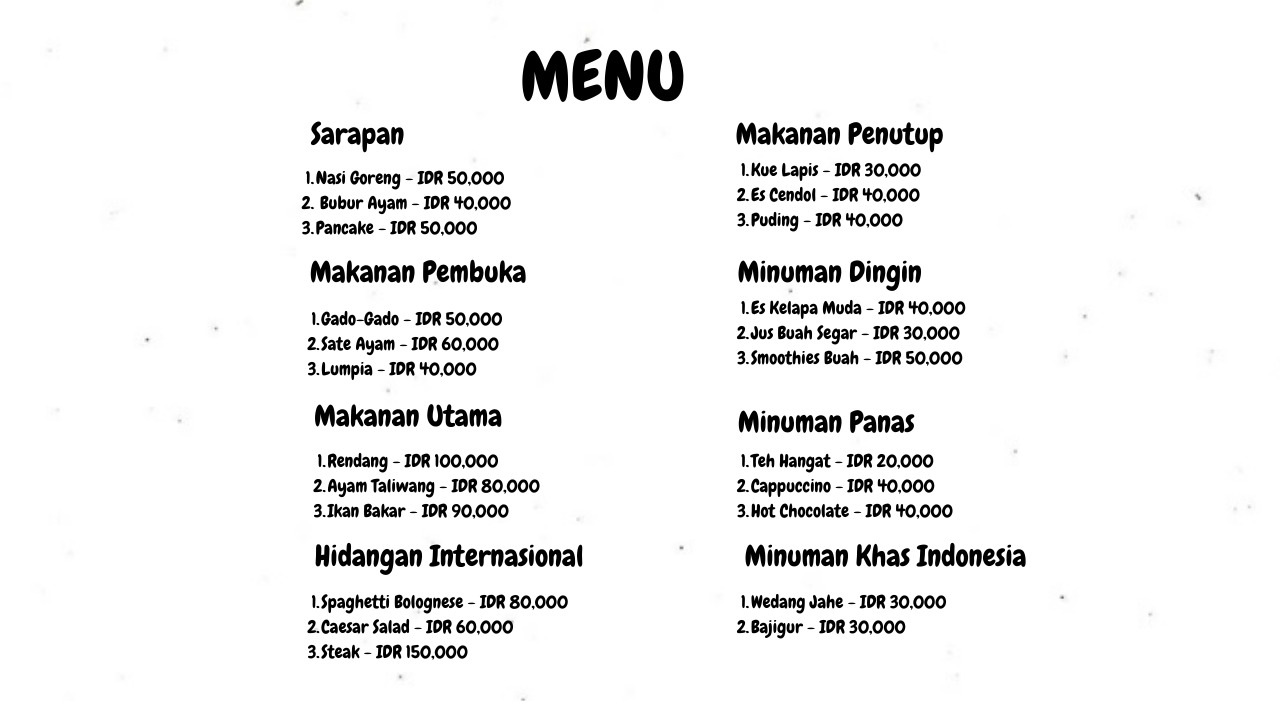 MENU
Sarapan
1. Nasi Goreng - IDR 50,000
2. Bubur Ayam - IDR 40,000
3. Pancake - IDR 50,000
Makanan Pembuka
1. Gado-Gado - IDR 50,000
2. Sate Ayam - IDR 60,000
3. Lumpia - IDR 40,000
Makanan Utama
1. Rendang - IDR 100,000
2. Ayam Taliwang - IDR 80,000
3. Ikan Bakar - IDR 90,000
Hidangan Internasional
1. Spaghetti Bolognese - IDR 80,000
2. Caesar Salad - IDR 60,000
3. Steak - IDR 150,000
Makanan Penutup
1. Kue Lapis - IDR 30,000
2. Es Cendol - IDR 40,000
3. Puding - IDR 40,000
Minuman Dingin
1. Es Kelapa Muda - IDR 40,000
2. Jus Buah Segar - IDR 30,000
3. Smoothies Buah - IDR 50,000
Minuman Panas
1. Teh Hangat - IDR 20,000
2. Cappuccino - IDR 40,000
3. Hot Chocolate - IDR 40,000
Minuman Khas Indonesia
1. Wedang Jahe - IDR 30,000
2. Bajigur - IDR 30,000